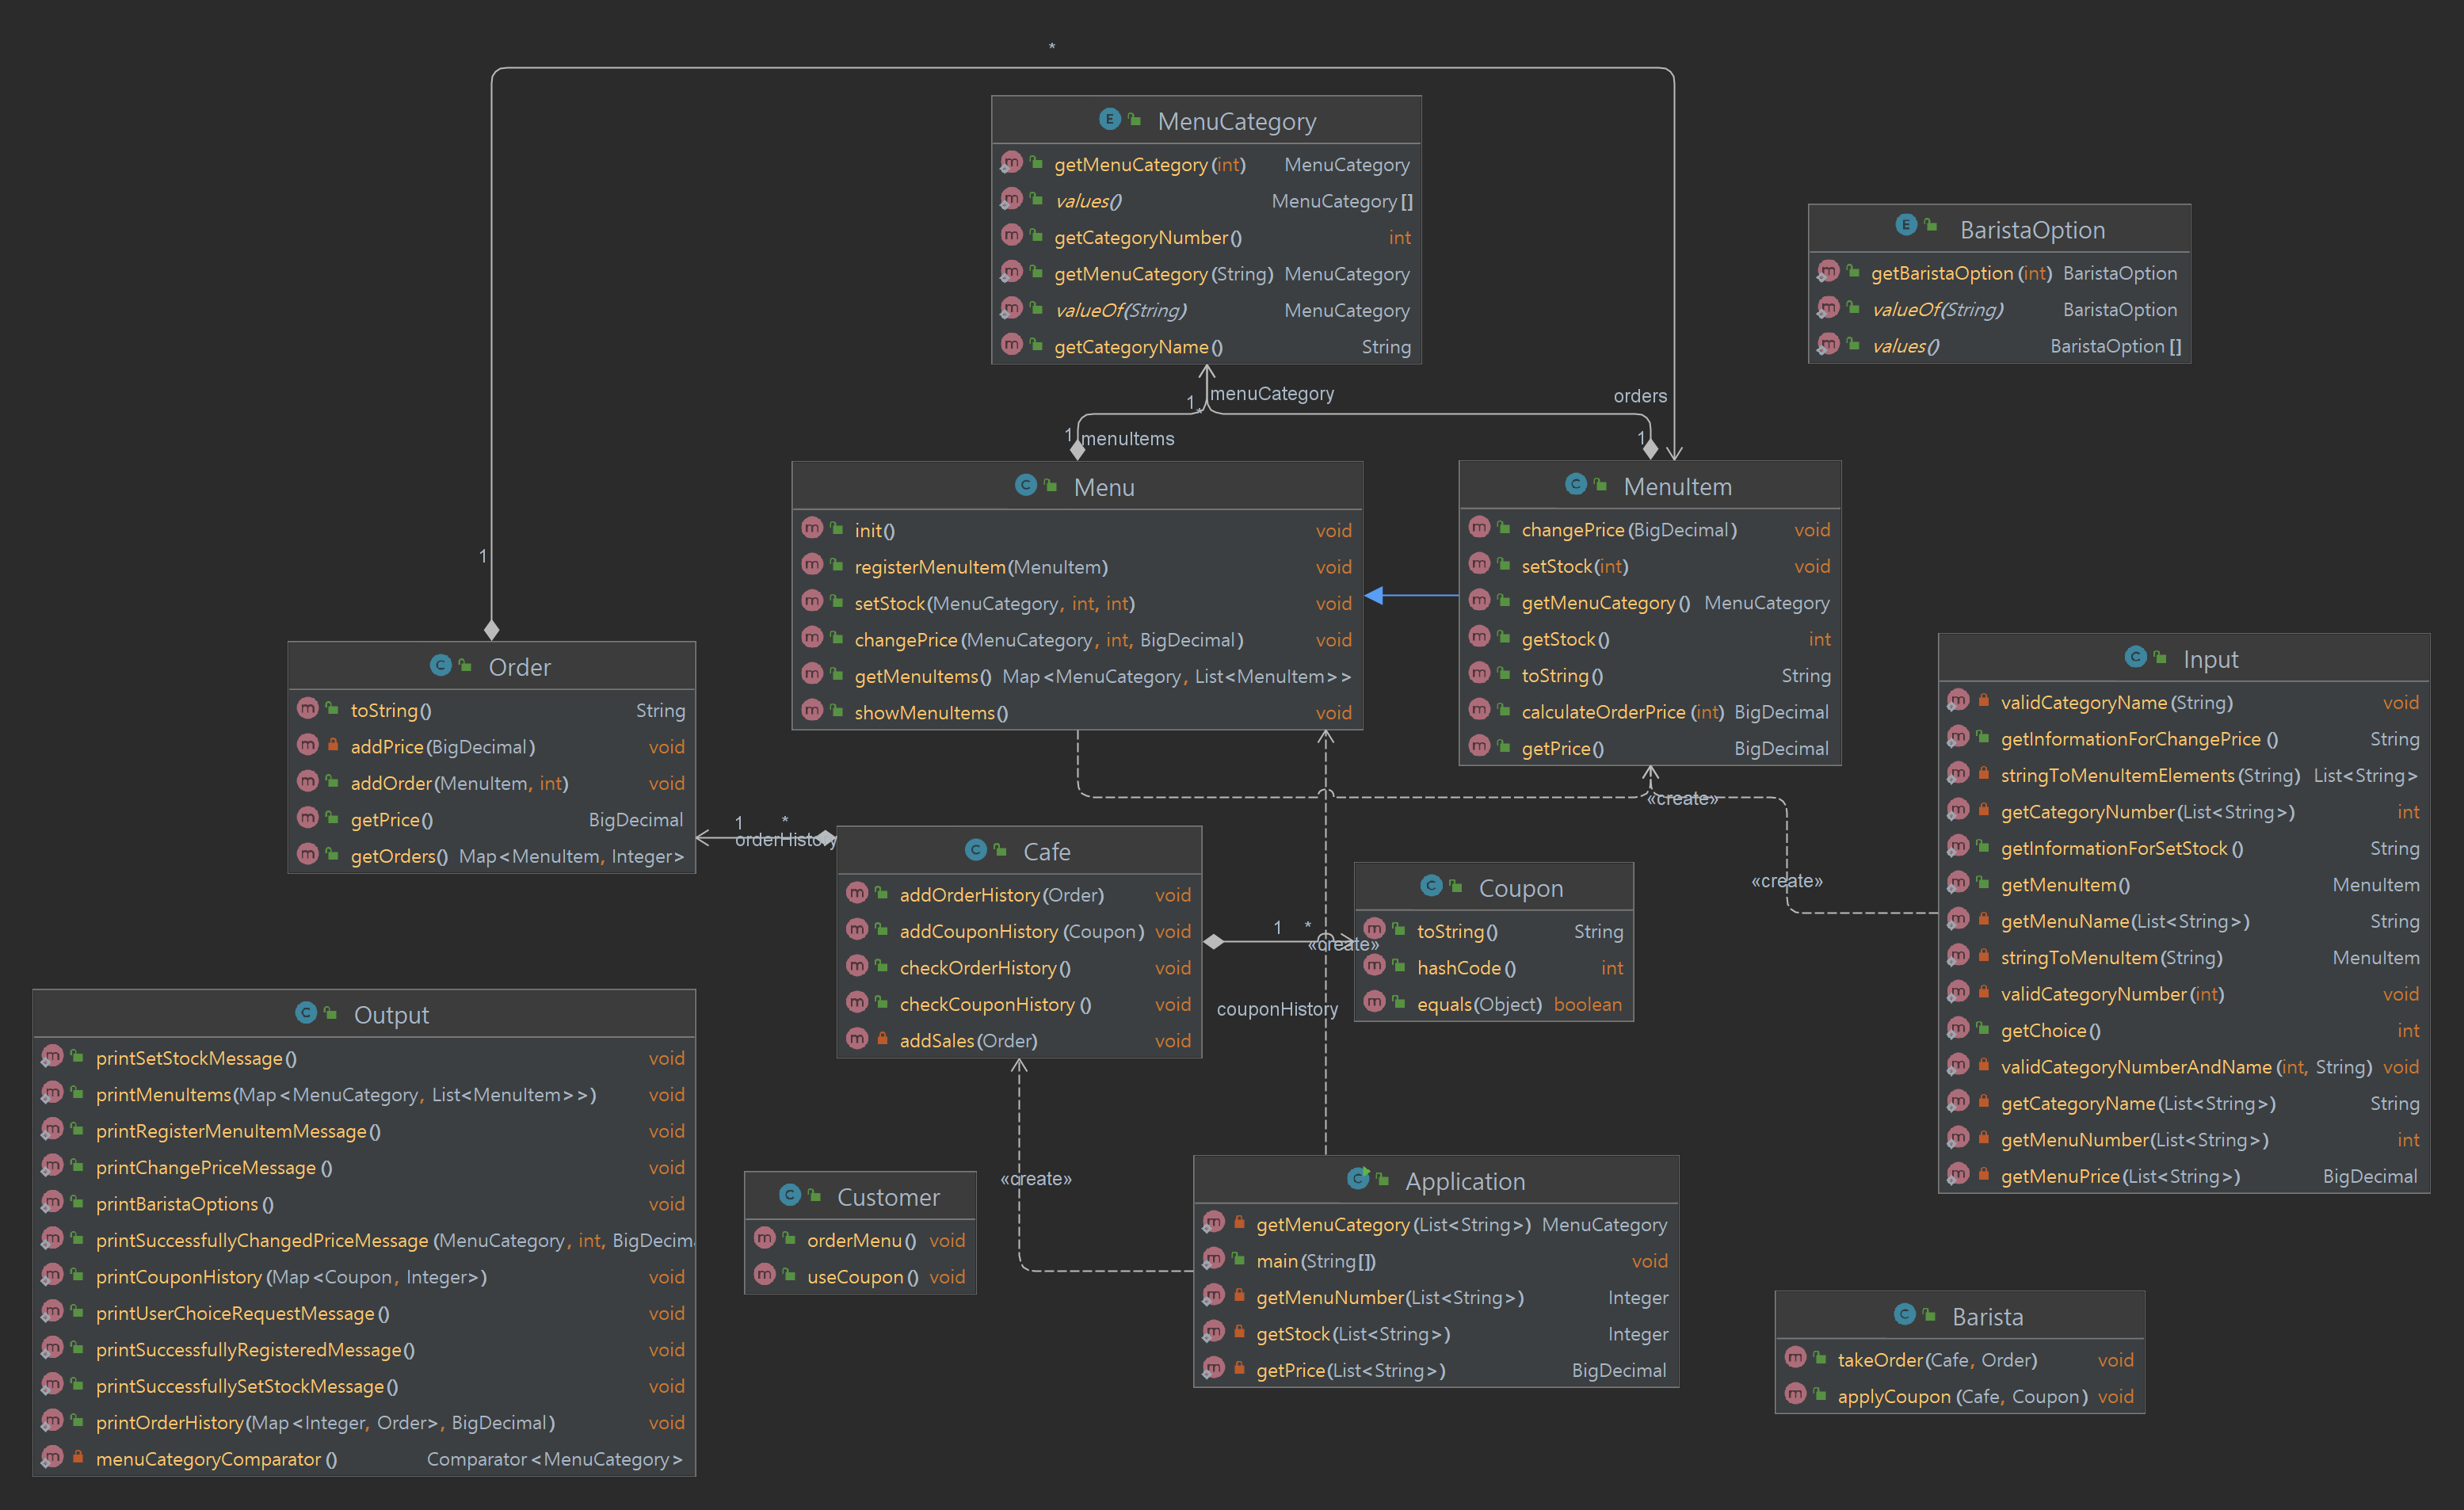 *
MenuCategory
getMenuCategory(int) MenuCategory
values() MenuCategory[]
getCategoryNumber() int
getMenuCategory(String) MenuCategory
valueOf(String) MenuCategory
getCategoryName() String
BaristaOption
getBaristaOption(int) BaristaOption
valueOf(String) BaristaOption
values() BaristaOption[]
menuCategory
orders
1
*
1
menuItems
1
Menu
init() void
registerMenuItem(MenuItem) void
setStock(MenuCategory, int, int) void
changePrice(MenuCategory, int, BigDecimal) void
getMenuItems() Map<MenuCategory, List<MenuItem>>
showMenuItems() void
MenuItem
changePrice(BigDecimal) void
setStock(int) void
getMenuCategory() MenuCategory
getStock() int
toString() String
calculateOrderPrice(int) BigDecimal
getPrice() BigDecimal
1
Order
toString() String
addPrice(BigDecimal) void
addOrder(MenuItem, int) void
getPrice() BigDecimal
getOrders() Map<MenuItem, Integer>
Input
validCategoryName(String) void
getInformationForChangePrice() String
stringToMenuItemElements(String) List<String>
getCategoryNumber(List<String>) int
getInformationForSetStock() String
getMenuItem() MenuItem
getMenuName(List<String>) String
stringToMenuItem(String) MenuItem
validCategoryNumber(int) void
getChoice() int
validCategoryNumberAndName(int, String) void
getCategoryName(List<String>) String
getMenuNumber(List<String>) int
getMenuPrice(List<String>) BigDecimal
«create»
1 *
orderHistory
Cafe
addOrderHistory(Order) void
addCouponHistory(Coupon) void
checkOrderHistory() void
checkCouponHistory() void
addSales(Order) void
«create»
Coupon
toString() String
hashCode() int
equals(Object) boolean
1 *
«create»
couponHistory
Output
printSetStockMessage() void
printMenuItems(Map<MenuCategory, List<MenuItem>>) void
printRegisterMenuItemMessage() void
printChangePriceMessage() void
printBaristaOptions() void
printSuccessfullyChangedPriceMessage(MenuCategory, int, BigDecim
printCouponHistory(Map<Coupon, Integer>) void
printUserChoiceRequestMessage() void
printSuccessfullyRegisteredMessage() void
printSuccessfullySetStockMessage() void
printOrderHistory(Map<Integer, Order>, BigDecimal) void
menuCategoryComparator() Comparator<MenuCategory>
«create»
Customer
orderMenu() void
useCoupon() void
Application
getMenuCategory(List<String>) MenuCategory
main(String[]) void
getMenuNumber(List<String>) Integer
getStock(List<String>) Integer
getPrice(List<String>) BigDecimal
Barista
takeOrder(Cafe, Order) void
applyCoupon(Cafe, Coupon) void